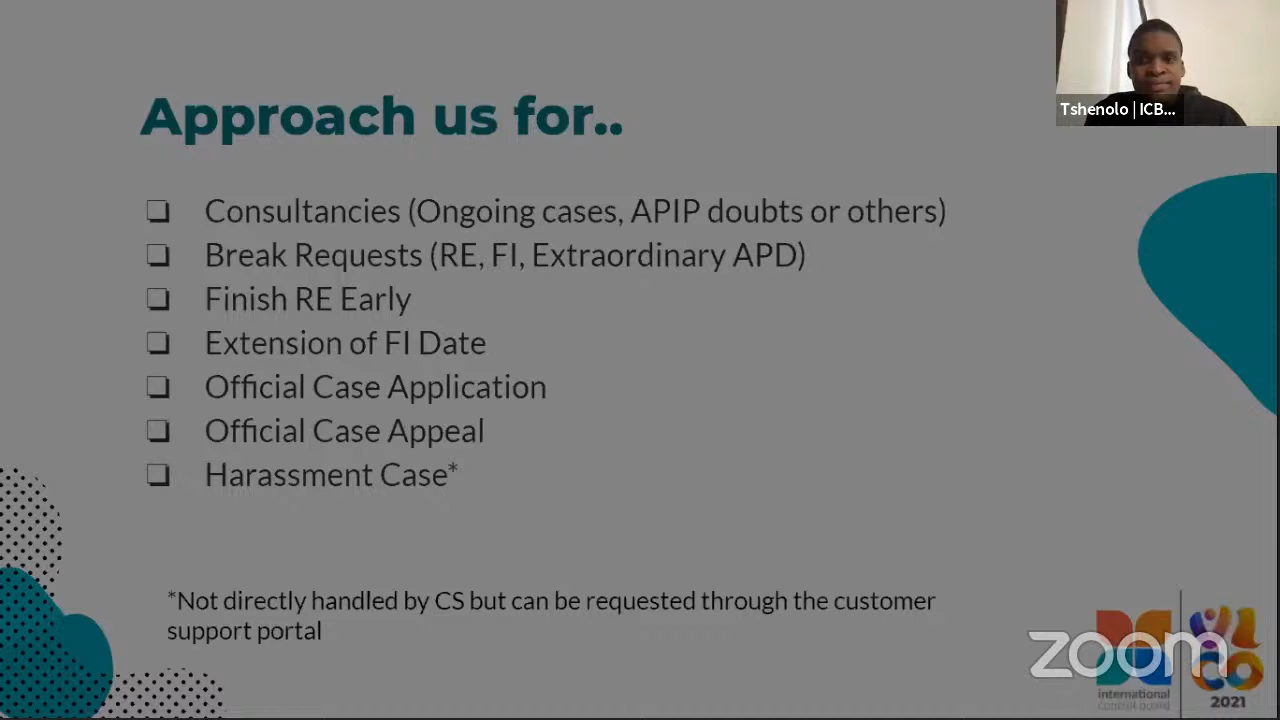 Tshenolo | ICB...
Approach us for..
❏ Consultancies (Ongoing cases, APIP doubts or others)
❏ Break Requests (RE, FI, Extraordinary APD)
❏ Finish RE Early
❏ Extension of FI Date
❏ Official Case Application
❏ Official Case Appeal
❏ Harassment Case*
*Not directly handled by CS but can be requested through the customer
support portal
zoom
international
control board
2021